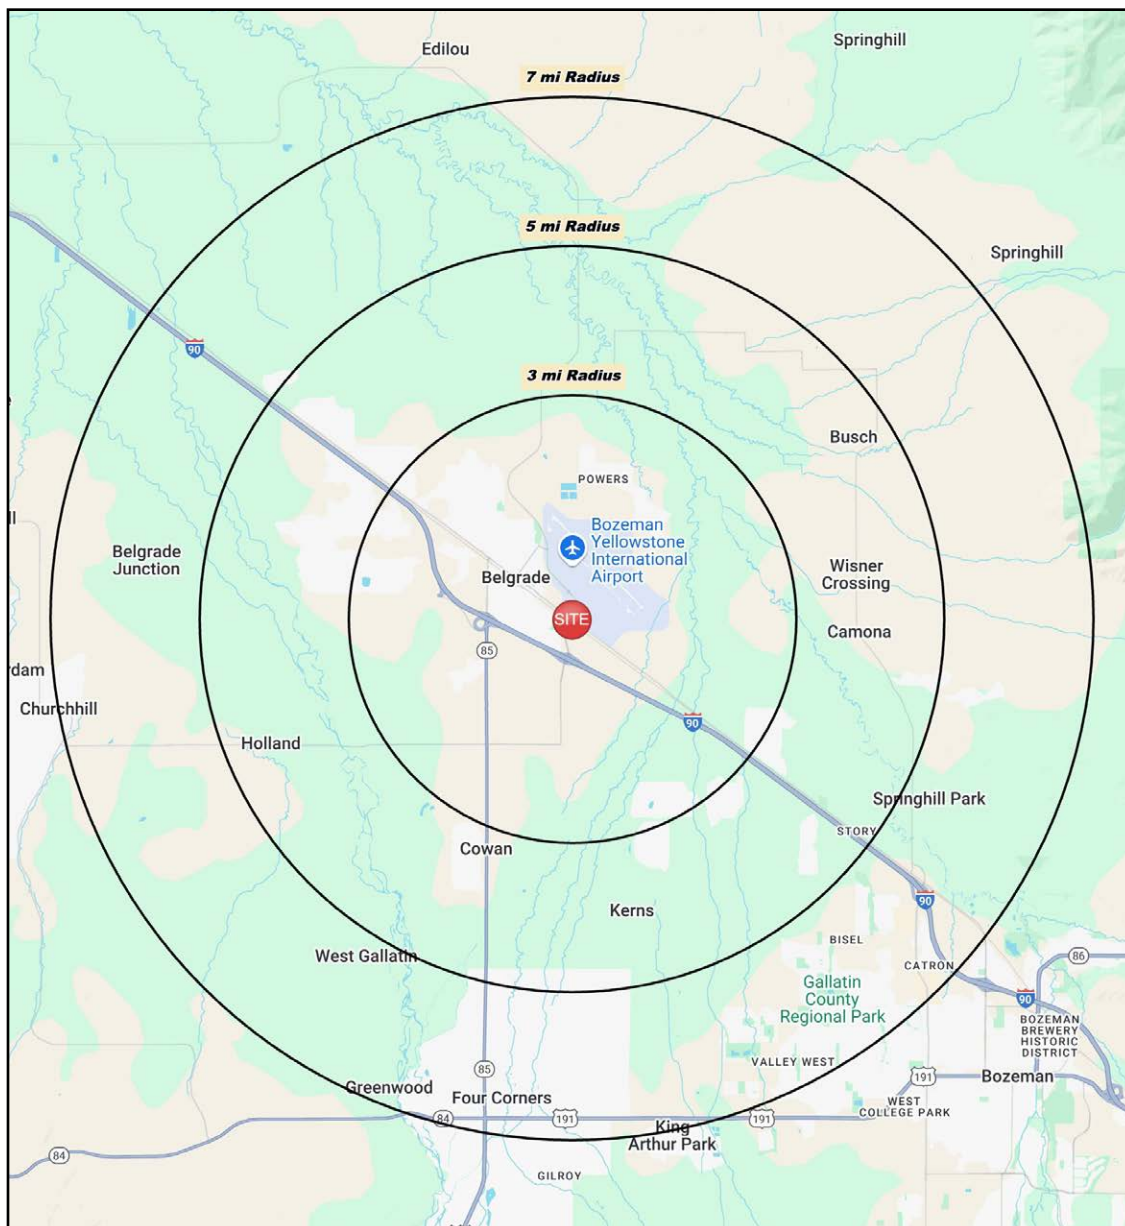 Edilou
Springhill
7 mi Radius
5 mi Radius
Springhill
90
3 mi Radius
Busch
POWERS
Bozeman
Yellowstone
International
Airport
Belgrade
Junction
Belgrade
Wisner
Crossing
SITE
Camona
85
Churchhill
90
Holland
Springhill Park
STORY
Cowan
90
Kerns
BISEL
West Gallatin
CATRON
86
Gallatin
County
Regional Park
90
BOZEMAN
BREWERY
HISTORIC
DISTRICT
VALLEY WEST
85
191
Bozeman
Greenwood
Four Corners
WEST
COLLEGE PARK
84
191
191
King
Arthur Park
84
GILROY